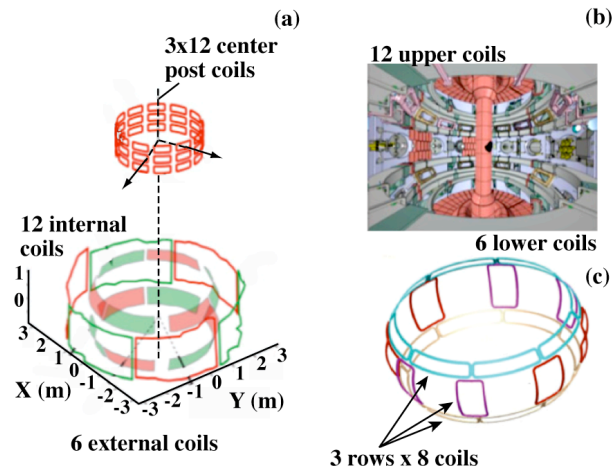 (a)
3x12 center
post coils
12 internal
coils
1
0
3
2
1
0
-1
-2
-3
X (m)
-3
-2
-1
0
1
2
3
Y (m)
6 external coils
(b)
12 upper coils
6 lower coils
(c)
3 rows x 8 coils